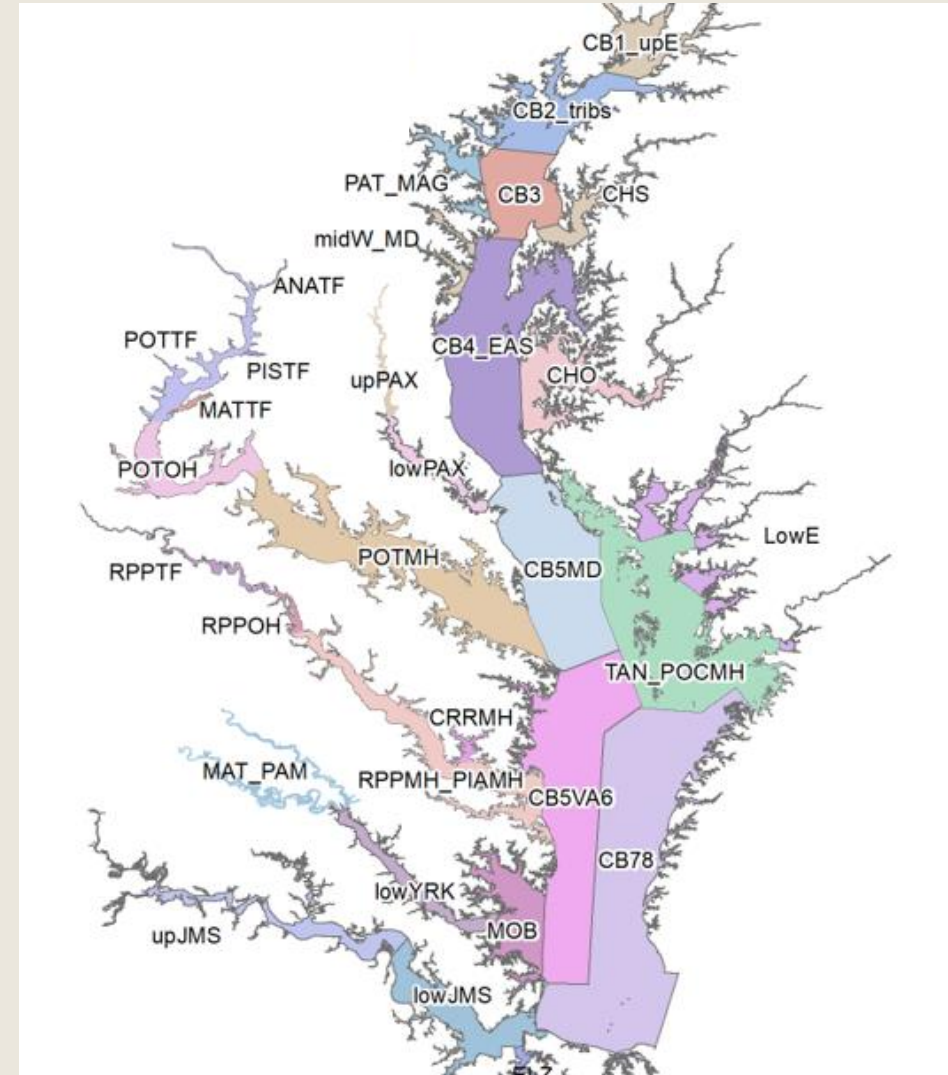 CB1_upE
CB2_tribs
PAT_MAG
CB3
CHS
midW_MD
ANATF
POTTF
CB4_EAS
PISTF
CHO
upPAX
MATTF
POTOH
lowPAX
LowE
POTMH
CB5MD
RPPTF
RPPOH
TAN_POCMH
CRRMH
MAT_PAM
RPPMH_PIAMH
CB5VA6
CB78
lowYRK
MOB
upJMS
lowJMS